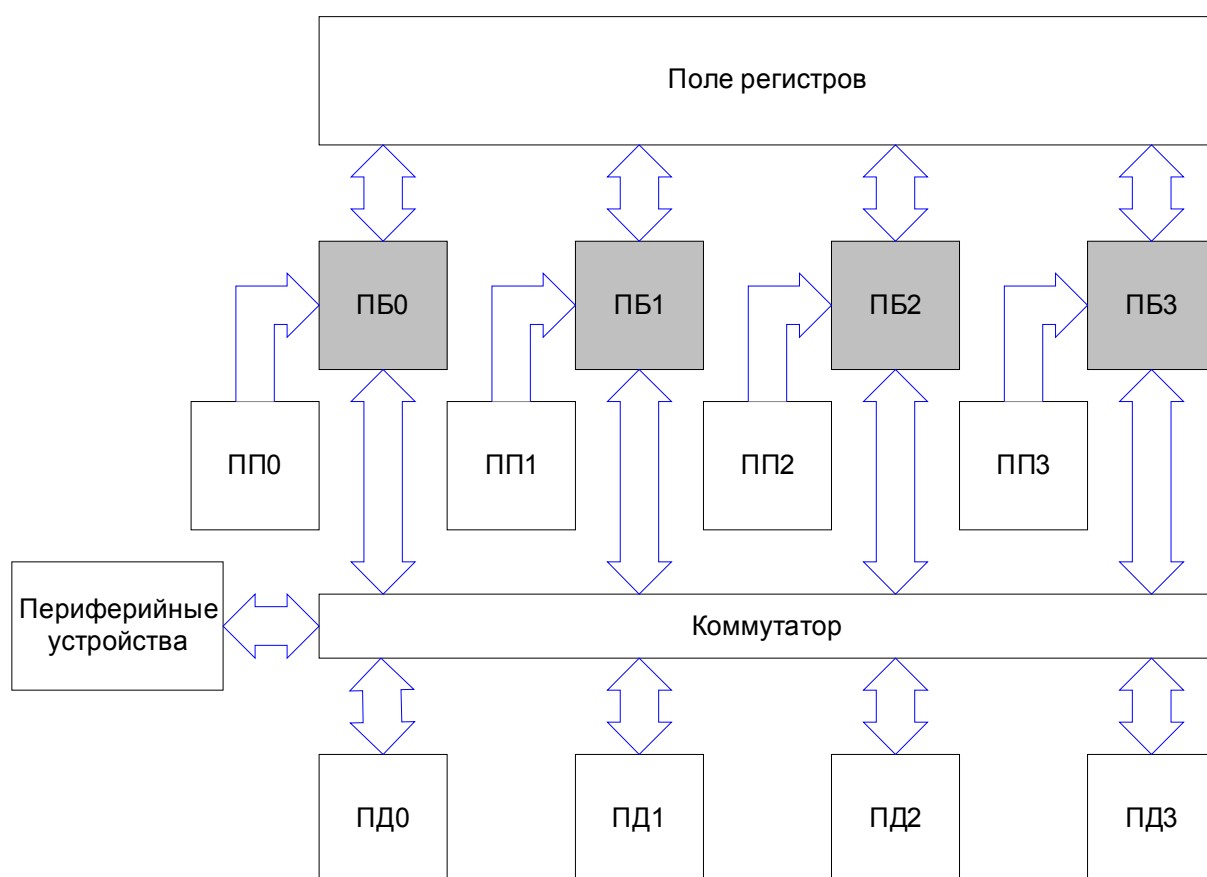 Поле регистров
ПБ0
ПБ1
ПБ2
ПБ3
ПП0
ПП1
ПП2
ПП3
Периферийные
устройства
Коммутатор
ПД0
ПД1
ПД2
ПД3